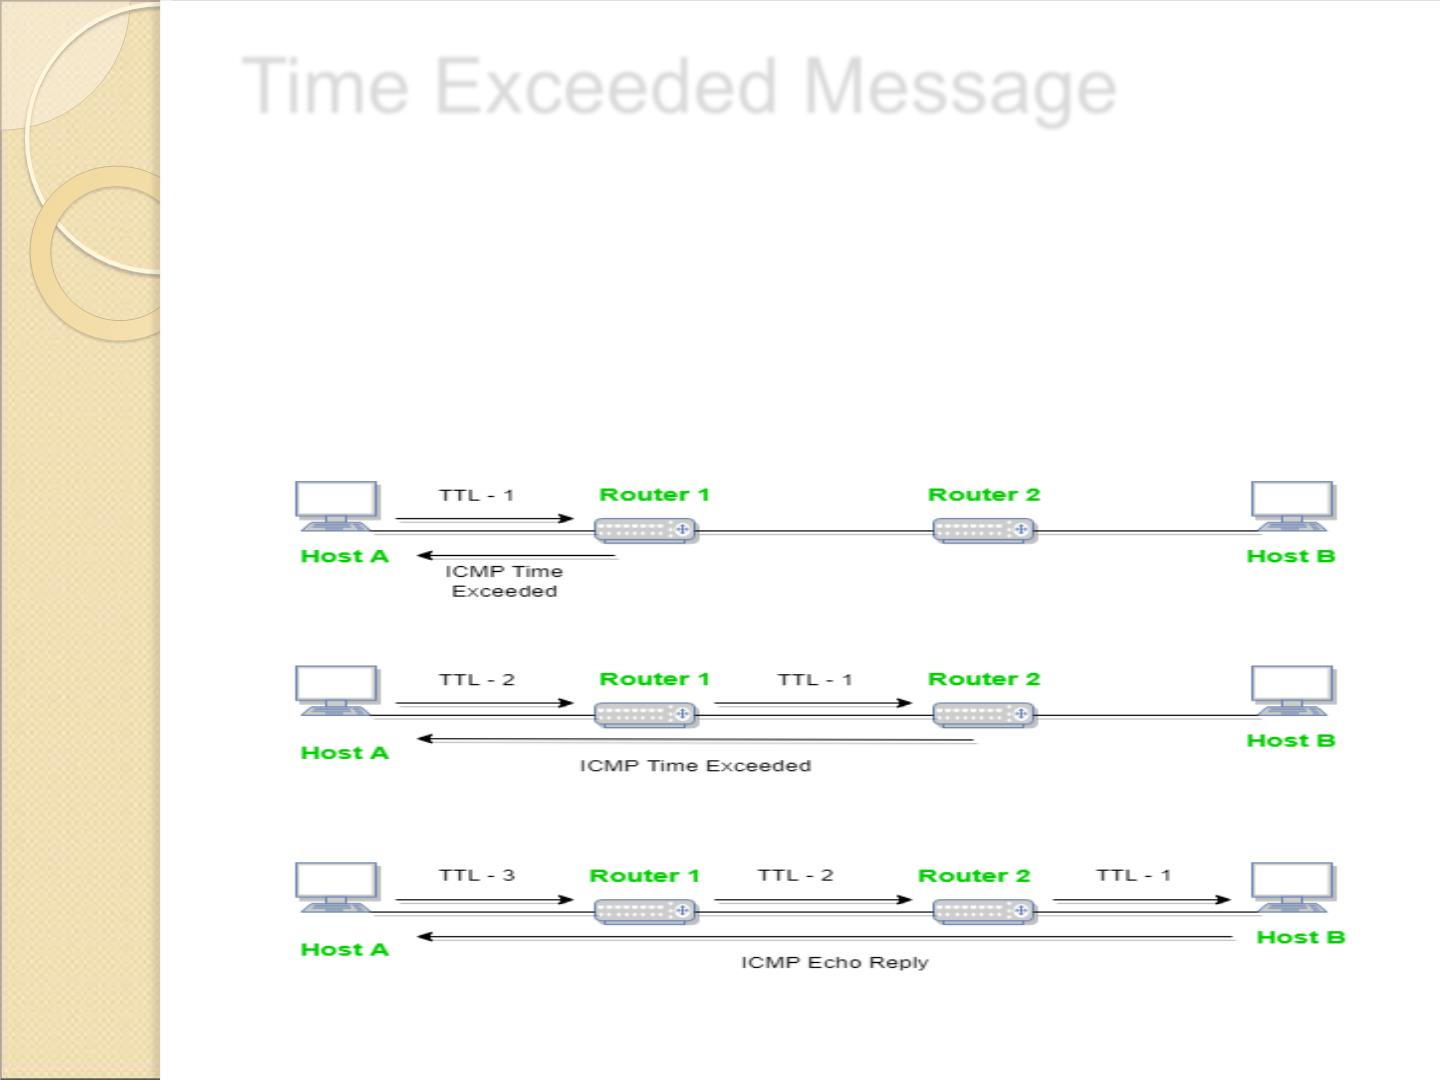 Time Exceeded Message
TTL - 1
Router 1
Router 2
Host A
Host B
ICMP Time
Exceeded
TTL - 2
Router 1
TTL - 1
Router 2
Host A
Host B
ICMP Time Exceeded
TTL - 3
Router 1
TTL - 2
Router 2
TTL - 1
Host A
Host B
ICMP Echo Reply